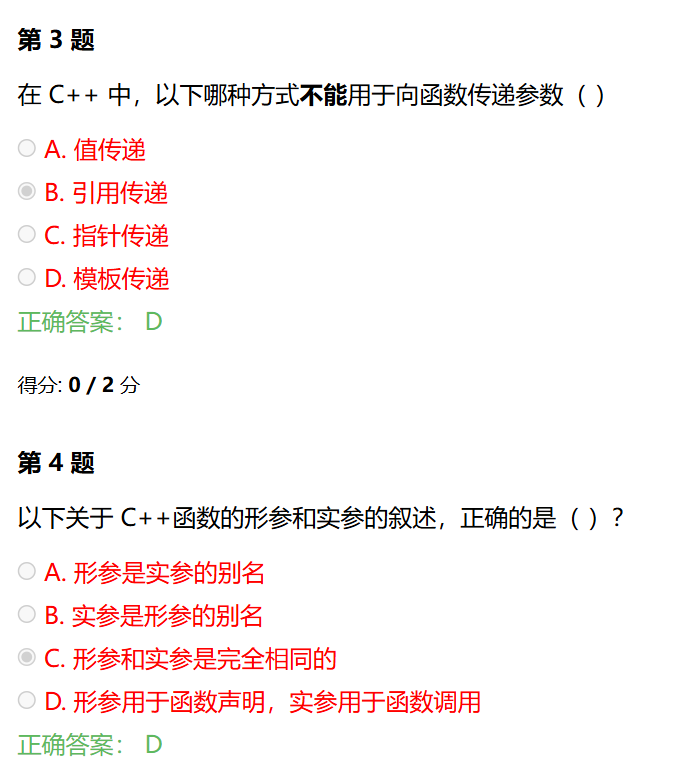 第 3 题
在 C++ 中，以下哪种方式不能用于向函数传递参数（ ）
A. 值传递
B. 引用传递
C. 指针传递
D. 模板传递
正确答案： D
得分: 0 / 2 分
第 4 题
以下关于 C++函数的形参和实参的叙述，正确的是（ ）？
A. 形参是实参的别名
B. 实参是形参的别名
C. 形参和实参是完全相同的
D. 形参用于函数声明，实参用于函数调用
正确答案： D